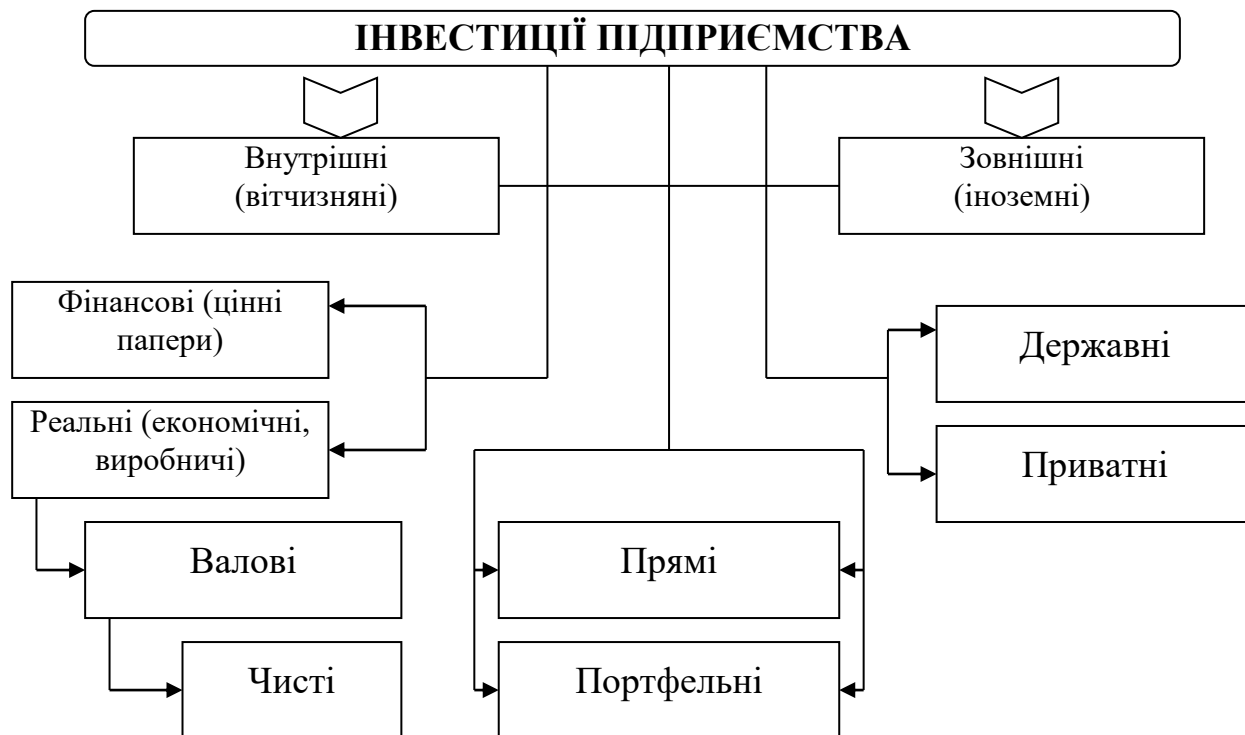 ІНВЕСТИЦІЇ ПІДПРИЄМСТВА
Внутрішні
(вітчизняні)
Зовнішні
(іноземні)
Фінансові (цінні
папери)
Державні
Реальні (економічні,
виробничі)
Приватні
Валові
Прямі
Чисті
Портфельні